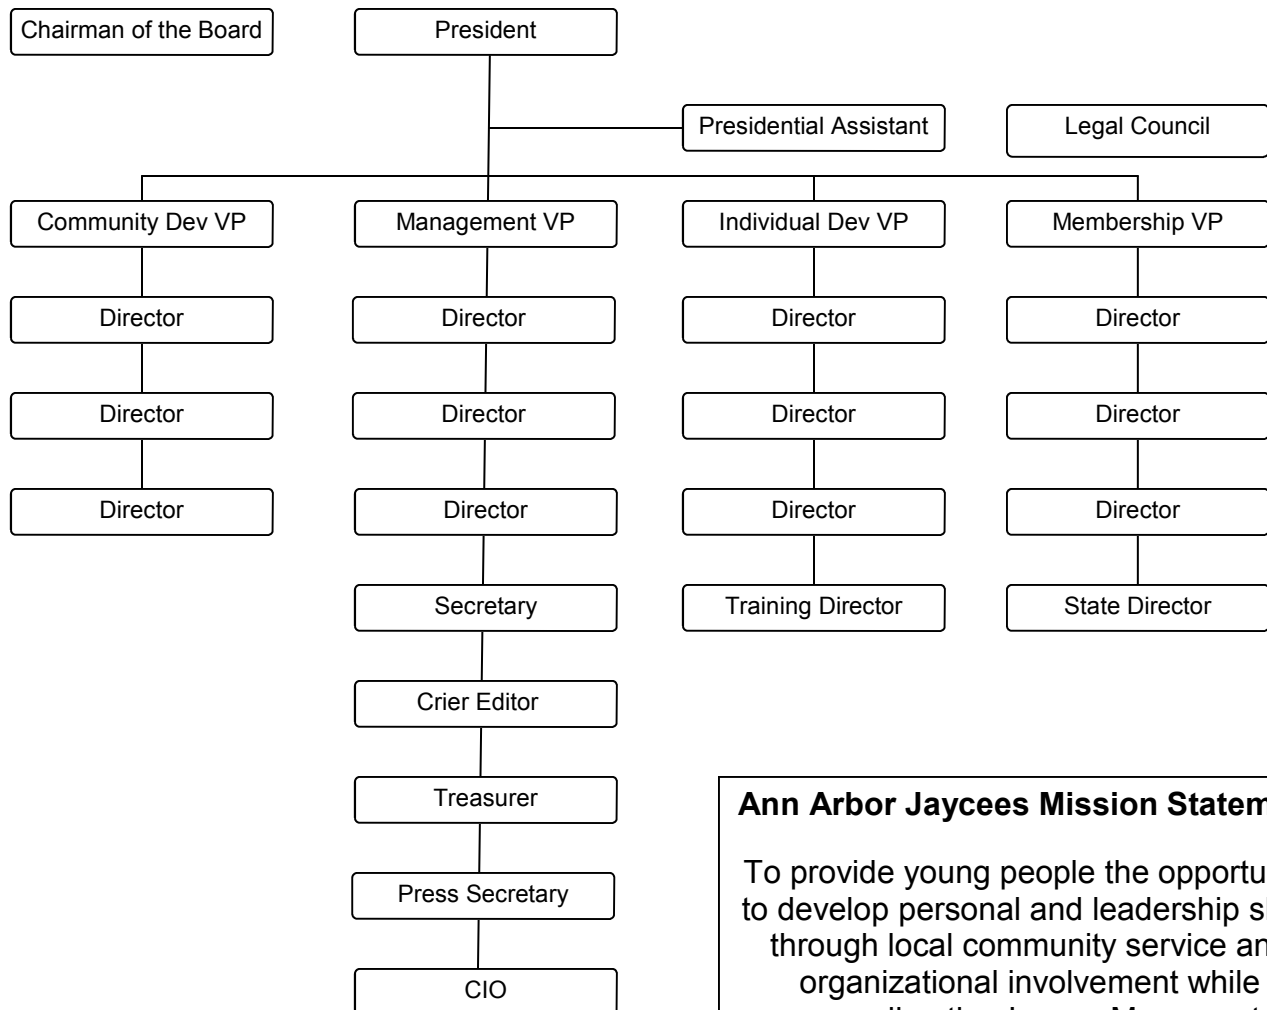 Chairman of the Board
President
Presidential Assistant
Legal Council
Community Dev VP
Management VP
Individual Dev VP
Membership VP
Director
Director
Director
Director
Director
Director
Director
Director
Director
Director
Director
Director
Secretary
Training Director
State Director
Crier Editor
Treasurer
Press Secretary
CIO
Ann Arbor Jaycees Mission
To provide young people the
to develop personal and leadership
through local community service
organizational involvement while